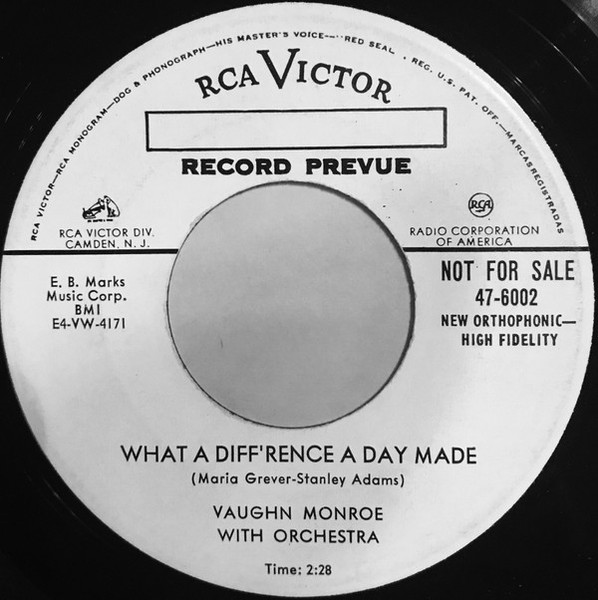 RCA VICTOR—RCA MONOGRAM—DOG & PHONOGRAPH—HIS MASTER'S VOICE—"RED SEAL. REG. U.S. PAT. OFF.—MARCAS REGISTRADAS
RCA VICTOR
RECORD PREVUE
RCA VICTOR DIV.
CAMDEN, N. J.
RCA
RADIO CORPORATION
OF AMERICA
E. B. Marks
Music Corp.
BMI
E4-VW-4171
NOT FOR SALE
47-6002
NEW ORTHOPHONIC—
HIGH FIDELITY
WHAT A DIFF'RENCE A DAY MADE
(Maria Grever-Stanley Adams)
VAUGHN MONROE
WITH ORCHESTRA
Time: 2:28